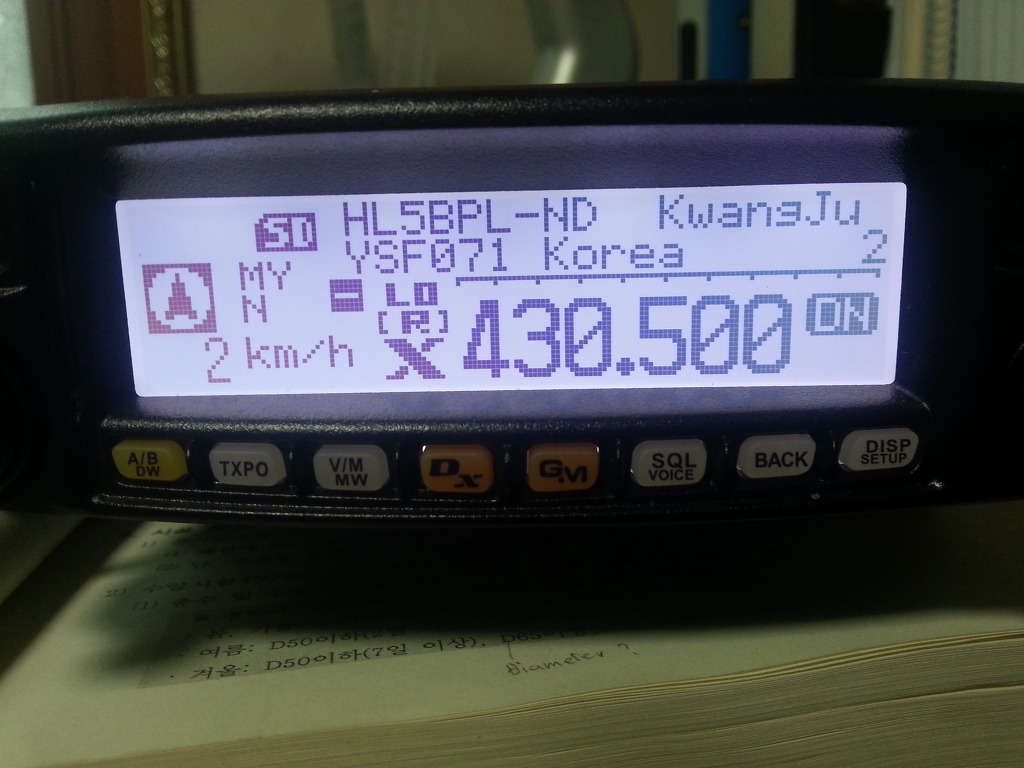 SD HL5BPL-ND KwangJu
YSF071 Korea 2
MY
N
LO
(R)
2 km/h
X 430.500 ON
A/B DW
TXPO
V/M MW
DX
GM
SQL VOICE
BACK
DISP SETUP
(1)
· 여름: D50이하(
· 겨울: D50이하(7일 이상),
diameter?